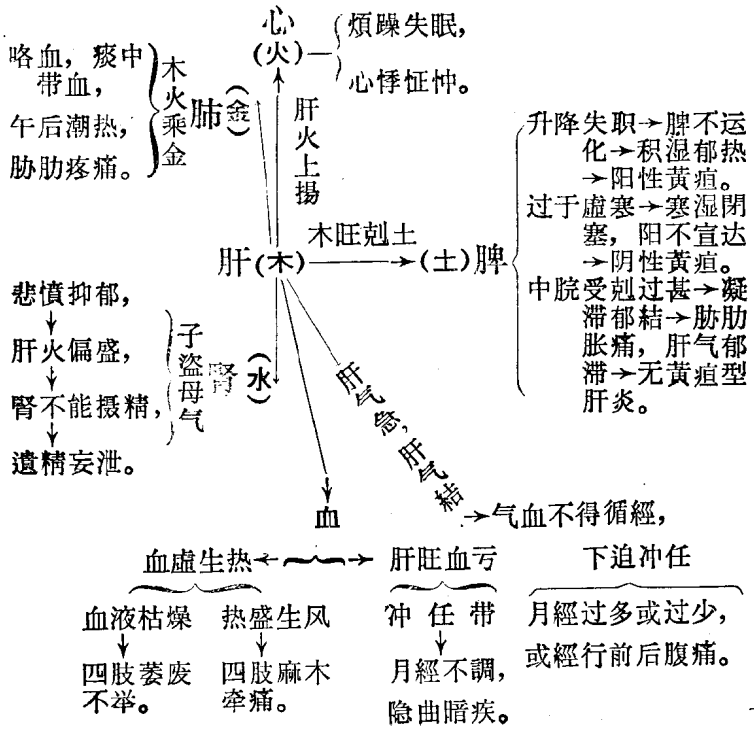 心
(火)
煩躁失眠，
心悸怔忡。
咯血，痰中
带血，
午后潮热，
胁肋疼痛。
木火乘金
肺(金)
肝火上揚
升降失职→脾不运
化→积湿郁热
→阳性黄疸。
过于虛寒→寒湿閉
塞，阳不宣达
→阴性黄疸。
中脘受剋过甚→凝
滞郁結→胁肋
胀痛，肝气郁
滞→无黄疸型
肝炎。
肝(木)
木旺剋土
→(土)脾
悲憤抑郁，
↓
肝火偏盛，
↓
腎不能摄精，
↓
遺精妄泄。
子盜母气
腎(水)
肝气急，肝气結
→气血不得循經，
血
血虛生热←
→肝旺血亏
下迫冲任
血液枯燥
↓
四肢萎废
不举。
热盛生风
↓
四肢麻木
牵痛。
冲任带
↓
月經不調，
隐曲暗疾。
月經过多或过少，
或經行前后腹痛。